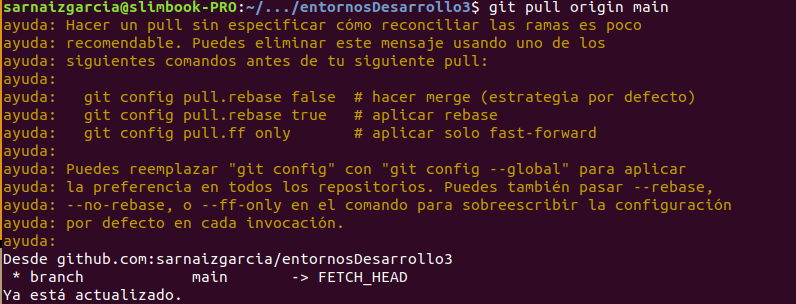 sarnaizgarcia@slimbook-PRO:~/.../entornosDesarrollo3$ git pull origin main
ayuda: Hacer un pull sin especificar cómo reconciliar las ramas es poco
ayuda: recomendable. Puedes eliminar este mensaje usando uno de los
ayuda: siguientes comandos antes de tu siguiente pull:
ayuda:
ayuda:   git config pull.rebase false  # hacer merge (estrategia por defecto)
ayuda:   git config pull.rebase true   # aplicar rebase
ayuda:   git config pull.ff only       # aplicar solo fast-forward
ayuda:
ayuda: Puedes reemplazar "git config" con "git config --global" para aplicar
ayuda: la preferencia en todos los repositorios. Puedes también pasar --rebase,
ayuda: --no-rebase, o --ff-only en el comando para sobreescribir la configuración
ayuda: por defecto en cada invocación.
ayuda:
Desde github.com:sarnaizgarcia/entornosDesarrollo3
 * branch            main       -> FETCH_HEAD
Ya está actualizado.